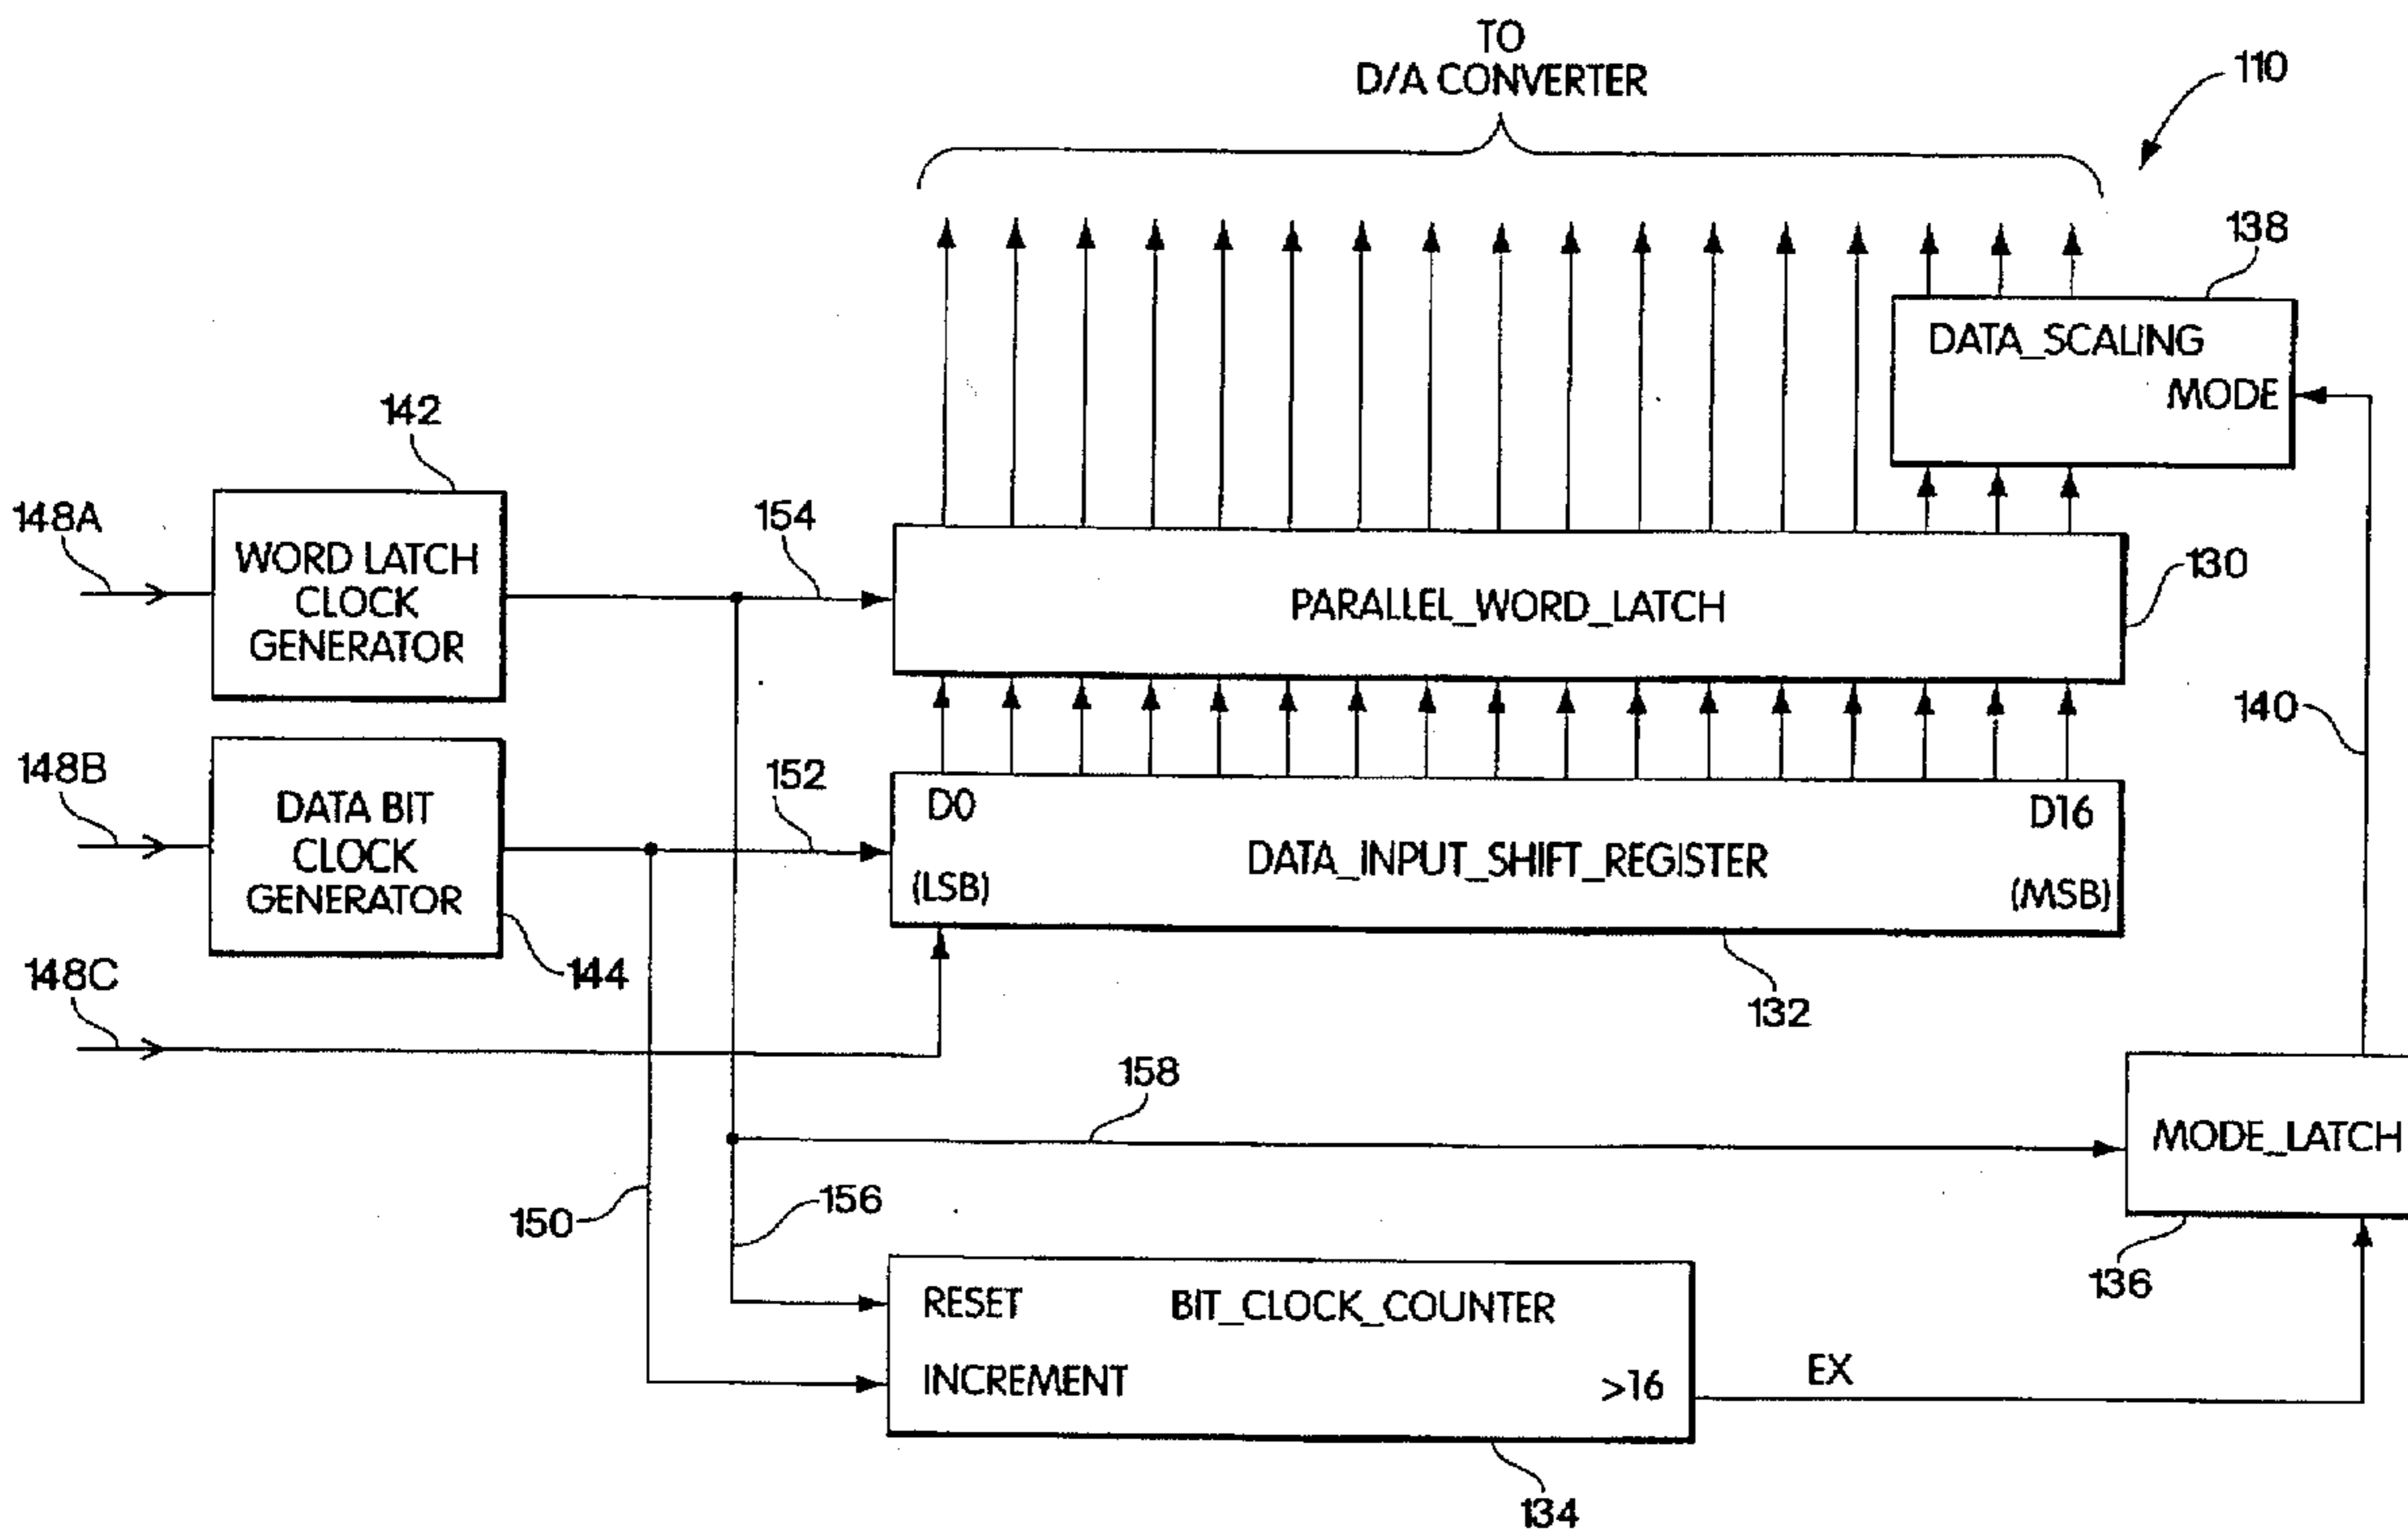 TO
D/A CONVERTER
110
138
DATA_SCALING
MODE
142
148A
WORD LATCH
CLOCK
GENERATOR
154
PARALLEL_WORD_LATCH
130
140
148B
DATA BIT
CLOCK
GENERATOR
144
152
D0
D16
DATA_INPUT_SHIFT_REGISTER
(LSB)
(MSB)
132
148C
158
MODE_LATCH
136
150
156
RESET
BIT_CLOCK_COUNTER
INCREMENT
>16
EX
134